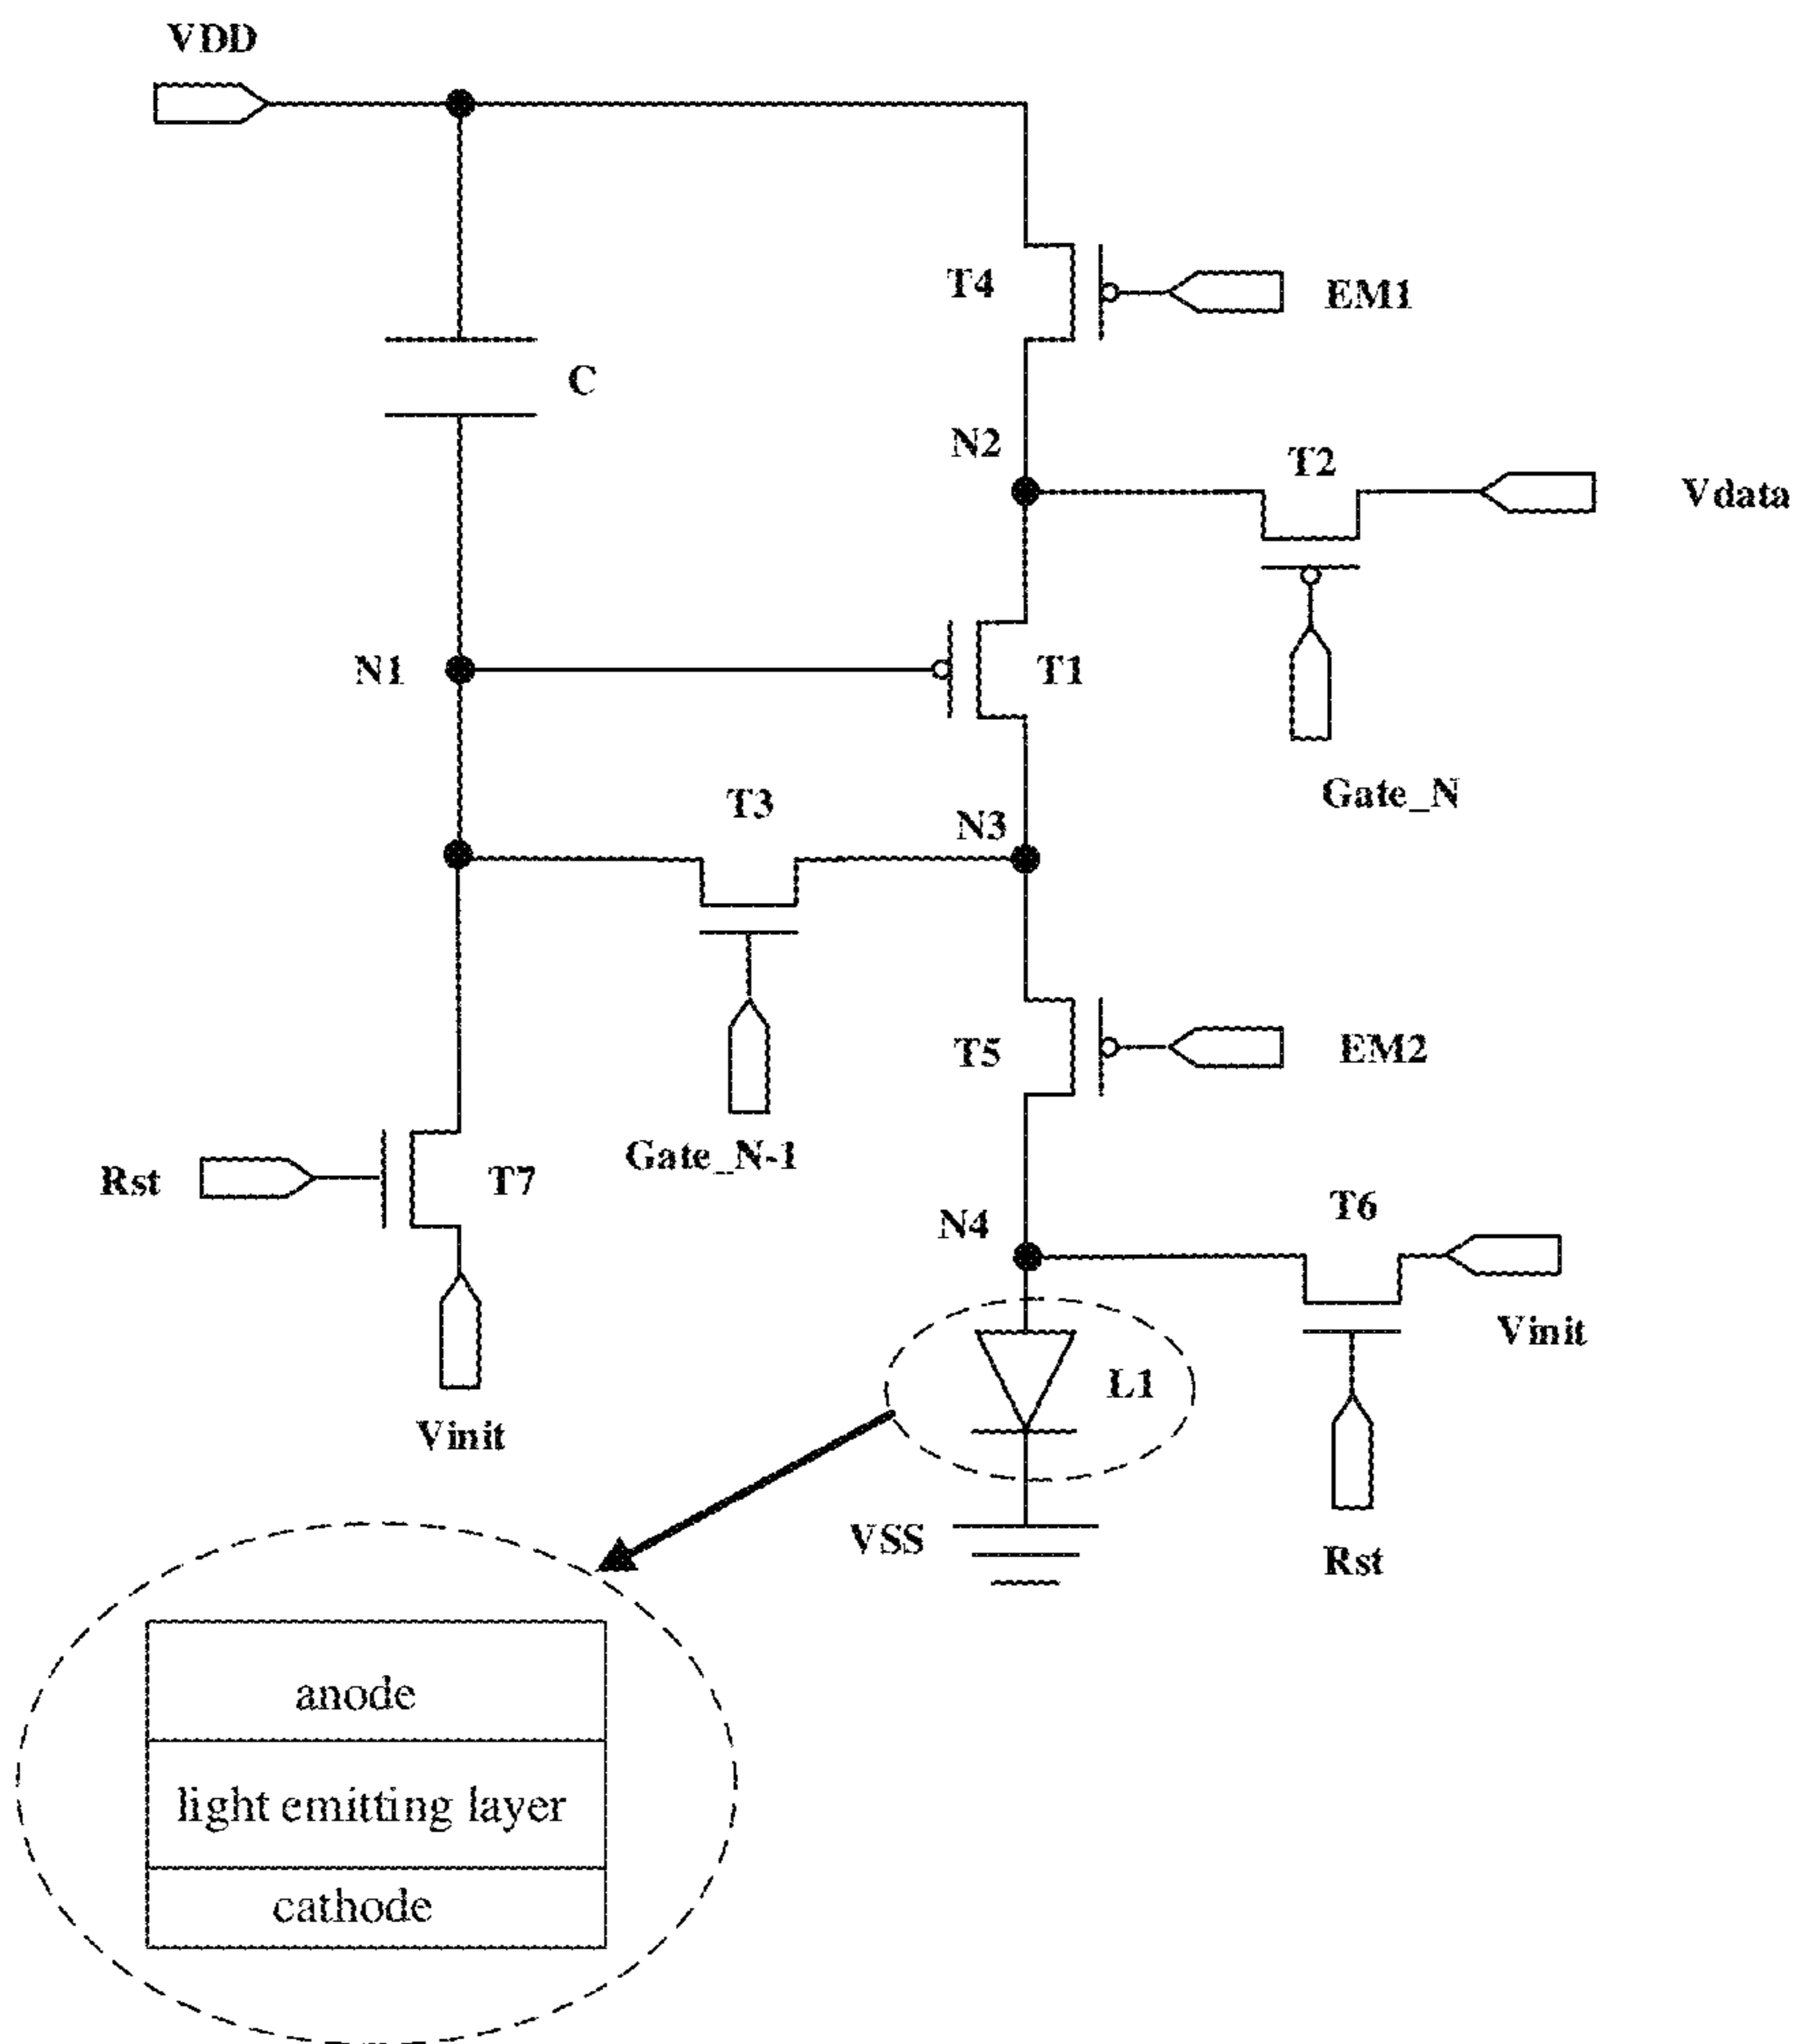 VDD
T4
EM1
C
N2
T2
Vdata
N1
T1
Gate_N
T3
N3
T5
EM2
Gate_N-1
Rst
T7
T6
N4
Vinit
L1
Vinit
VSS
Rst
anode
light emitting layer
cathode